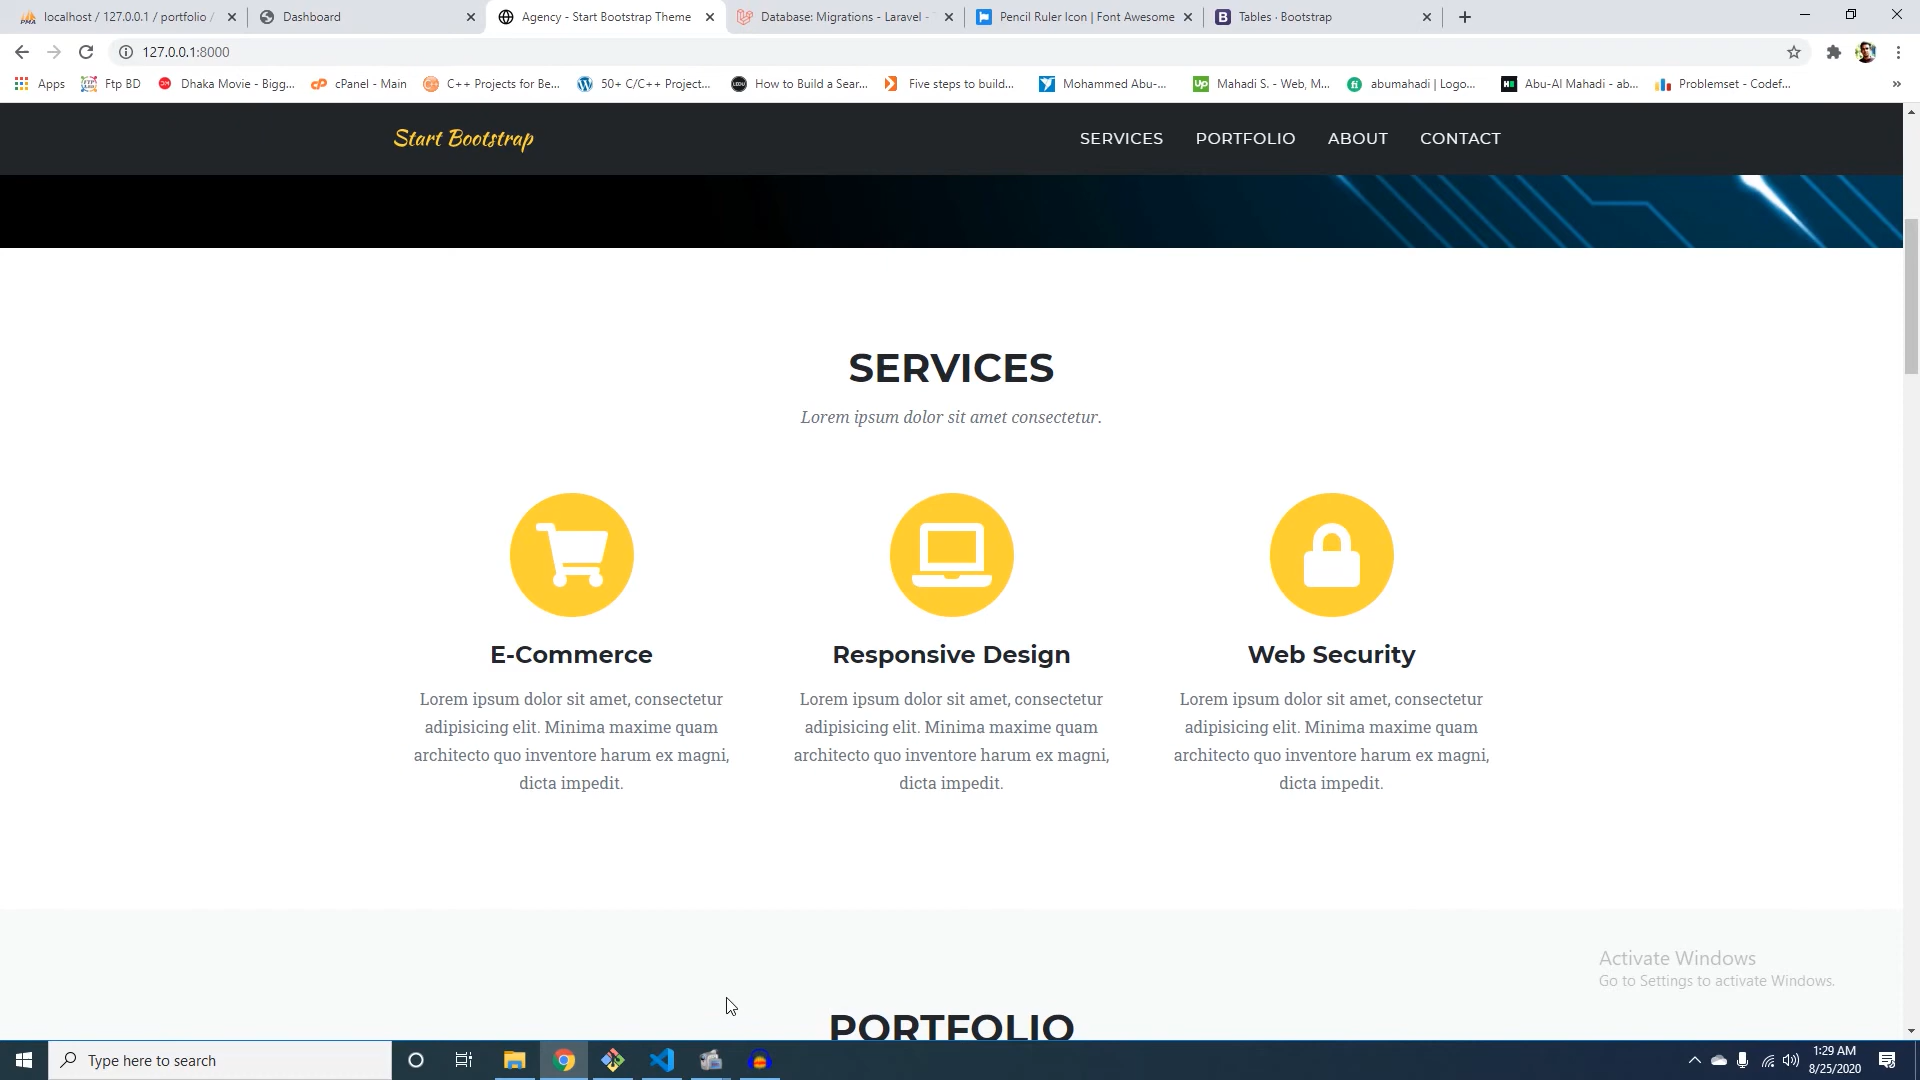 localhost / 127.0.0.1 / portfolio /
Dashboard
Agency - Start Bootstrap Theme
Database: Migrations - Laravel -
Pencil Ruler Icon | Font Awesome
Tables · Bootstrap
127.0.0.1:8000
Apps
Ftp BD
Dhaka Movie - Bigg...
cPanel - Main
C++ Projects for Be...
50+ C/C++ Project...
How to Build a Sear...
Five steps to build...
Mohammed Abu-...
Mahadi S. - Web, M...
abumahadi | Logo...
Abu-Al Mahadi - ab...
Problemset - Codef...
Start Bootstrap
SERVICES
PORTFOLIO
ABOUT
CONTACT
SERVICES
Lorem ipsum dolor sit amet consectetur.
E-Commerce
Lorem ipsum dolor sit amet, consectetur
adipisicing elit. Minima maxime quam
architecto quo inventore harum ex magni,
dicta impedit.
Responsive Design
Lorem ipsum dolor sit amet, consectetur
adipisicing elit. Minima maxime quam
architecto quo inventore harum ex magni,
dicta impedit.
Web Security
Lorem ipsum dolor sit amet, consectetur
adipisicing elit. Minima maxime quam
architecto quo inventore harum ex magni,
dicta impedit.
Activate Windows
Go to Settings to activate Windows.
PORTFOLIO
Type here to search
1:29 AM
8/25/2020